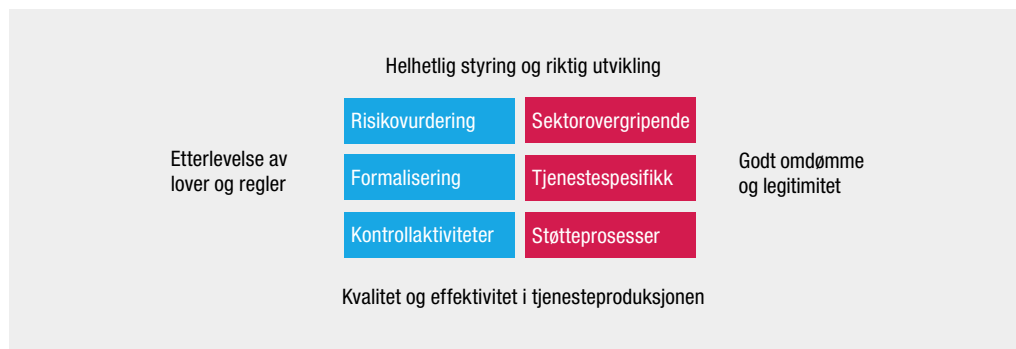 Helhetlig styring og riktig utvikling
Risikovurdering
Sektorovergripende
Etterlevelse av
lover og regler
Formalisering
Tjenestespesifikk
Godt omdømme
og legitimitet
Kontrollaktiviteter
Støtteprosesser
Kvalitet og effektivitet i tjenesteproduksjonen